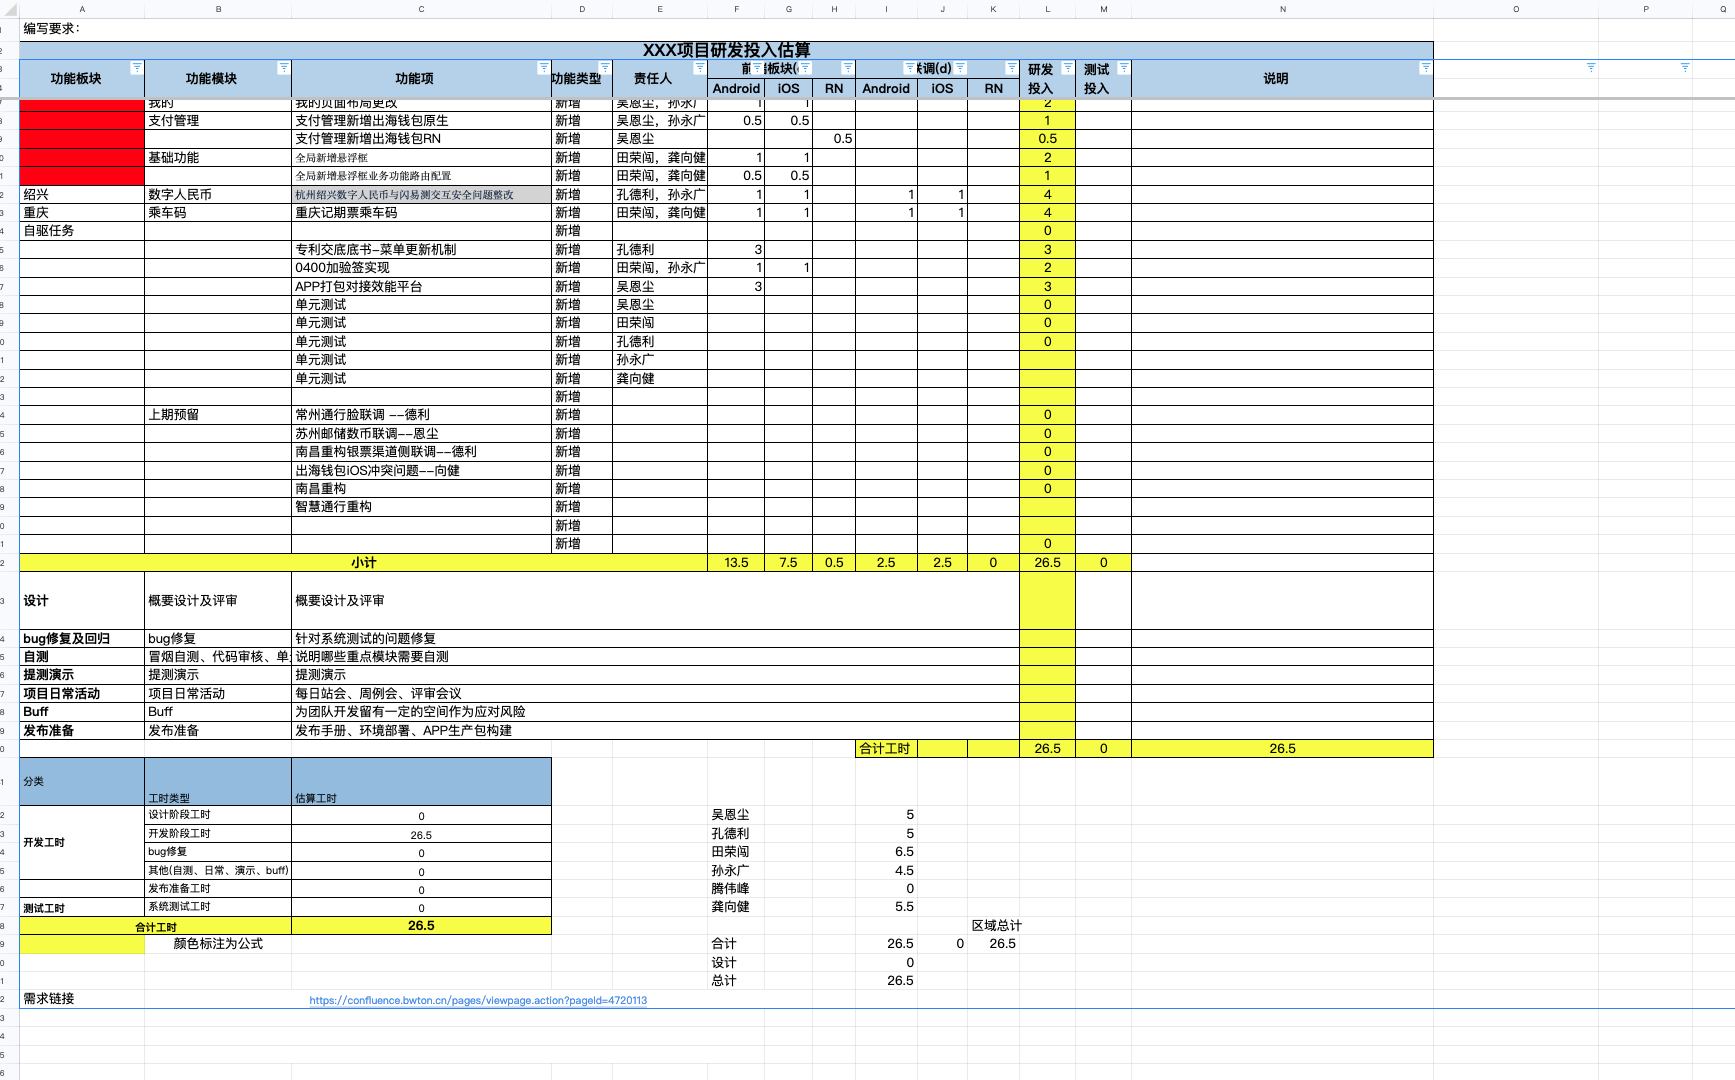 A B C D E F G H I J K L M N O P Q
编写要求：
XXX项目研发投入估算
功能板块 功能模块 功能项 功能类型 责任人 前端板块( 联调(d) 研发投入 测试投入 说明
Android iOS RN Android iOS RN
我的 我的页面布局更改 新增 吴恩尘，孙永广 1 1 2
支付管理 支付管理新增出海钱包原生 新增 吴恩尘，孙永广 0.5 0.5 1
支付管理新增出海钱包RN 新增 吴恩尘 0.5 0.5
基础功能 全局新增悬浮框 新增 田荣闯，龚向健 1 1 2
全局新增悬浮框业务功能路由配置 新增 田荣闯，龚向健 0.5 0.5 1
绍兴 数字人民币 杭州绍兴数字人民币与闪易测交互安全问题整改 新增 孔德利，孙永广 1 1 1 1 4
重庆 乘车码 重庆记期票乘车码 新增 田荣闯，龚向健 1 1 1 1 4
自驱任务 新增 0
专利交底底书–菜单更新机制 新增 孔德利 3 3
0400加验签实现 新增 田荣闯，孙永广 1 1 2
APP打包对接效能平台 新增 吴恩尘 3 3
单元测试 新增 吴恩尘 0
单元测试 新增 田荣闯 0
单元测试 新增 孔德利 0
单元测试 新增 孙永广
单元测试 新增 龚向健
新增
上期预留 常州通行脸联调 --德利 新增 0
苏州邮储数币联调--恩尘 新增 0
南昌重构银票渠道侧联调--德利 新增 0
出海钱包iOS冲突问题--向健 新增 0
南昌重构 新增 0
智慧通行重构 新增
新增
新增 0
小计 13.5 7.5 0.5 2.5 2.5 0 26.5 0
设计 概要设计及评审 概要设计及评审
bug修复及回归 bug修复 针对系统测试的问题修复
自测 冒烟自测、代码审核、单 说明哪些重点模块需要自测
提测演示 提测演示 提测演示
项目日常活动 项目日常活动 每日站会、周例会、评审会议
Buff Buff 为团队开发留有一定的空间作为应对风险
发布准备 发布准备 发布手册、环境部署、APP生产包构建
合计工时 26.5 0 26.5
分类 工时类型 估算工时
设计阶段工时 0 吴恩尘 5
开发工时 开发阶段工时 26.5 孔德利 5
bug修复 0 田荣闯 6.5
其他(自测、日常、演示、buff) 0 孙永广 4.5
发布准备工时 0 腾伟峰 0
测试工时 系统测试工时 0 龚向健 5.5
合计工时 26.5 区域总计
颜色标注为公式 合计 26.5 0 26.5
设计 0
总计 26.5
需求链接 https://confluence.bwton.cn/pages/viewpage.action?pageId=4720113